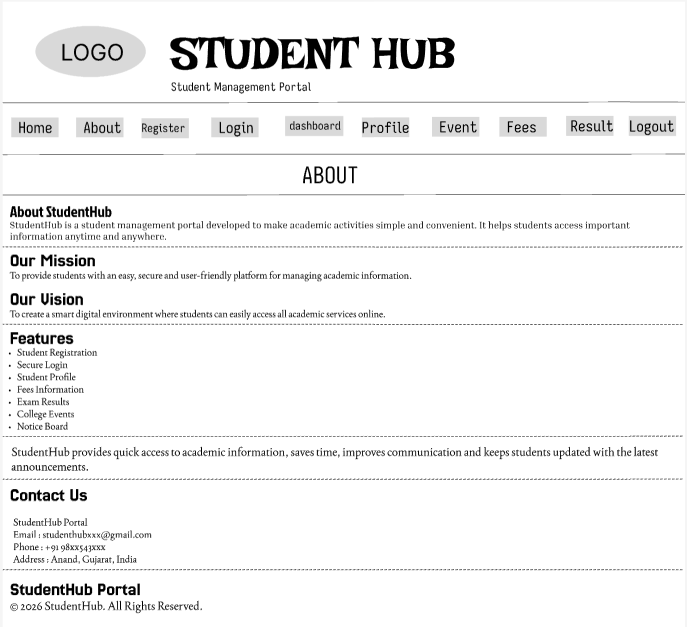 LOGO
STUDENT HUB
Student Management Portal
Home About Register Login dashboard Profile Event Fees Result Logout
ABOUT
About StudentHub
StudentHub is a student management portal developed to make academic activities simple and convenient. It helps students access important
information anytime and anywhere.
Our Mission
To provide students with an easy, secure and user-friendly platform for managing academic information.
Our Vision
To create a smart digital environment where students can easily access all academic services online.
Features
• Student Registration
• Secure Login
• Student Profile
• Fees Information
• Exam Results
• College Events
• Notice Board
StudentHub provides quick access to academic information, saves time, improves communication and keeps students updated with the latest
announcements.
Contact Us
StudentHub Portal
Email : studenthubxxx@gmail.com
Phone : +91 98xx543xxx
Address : Anand, Gujarat, India
StudentHub Portal
© 2026 StudentHub. All Rights Reserved.